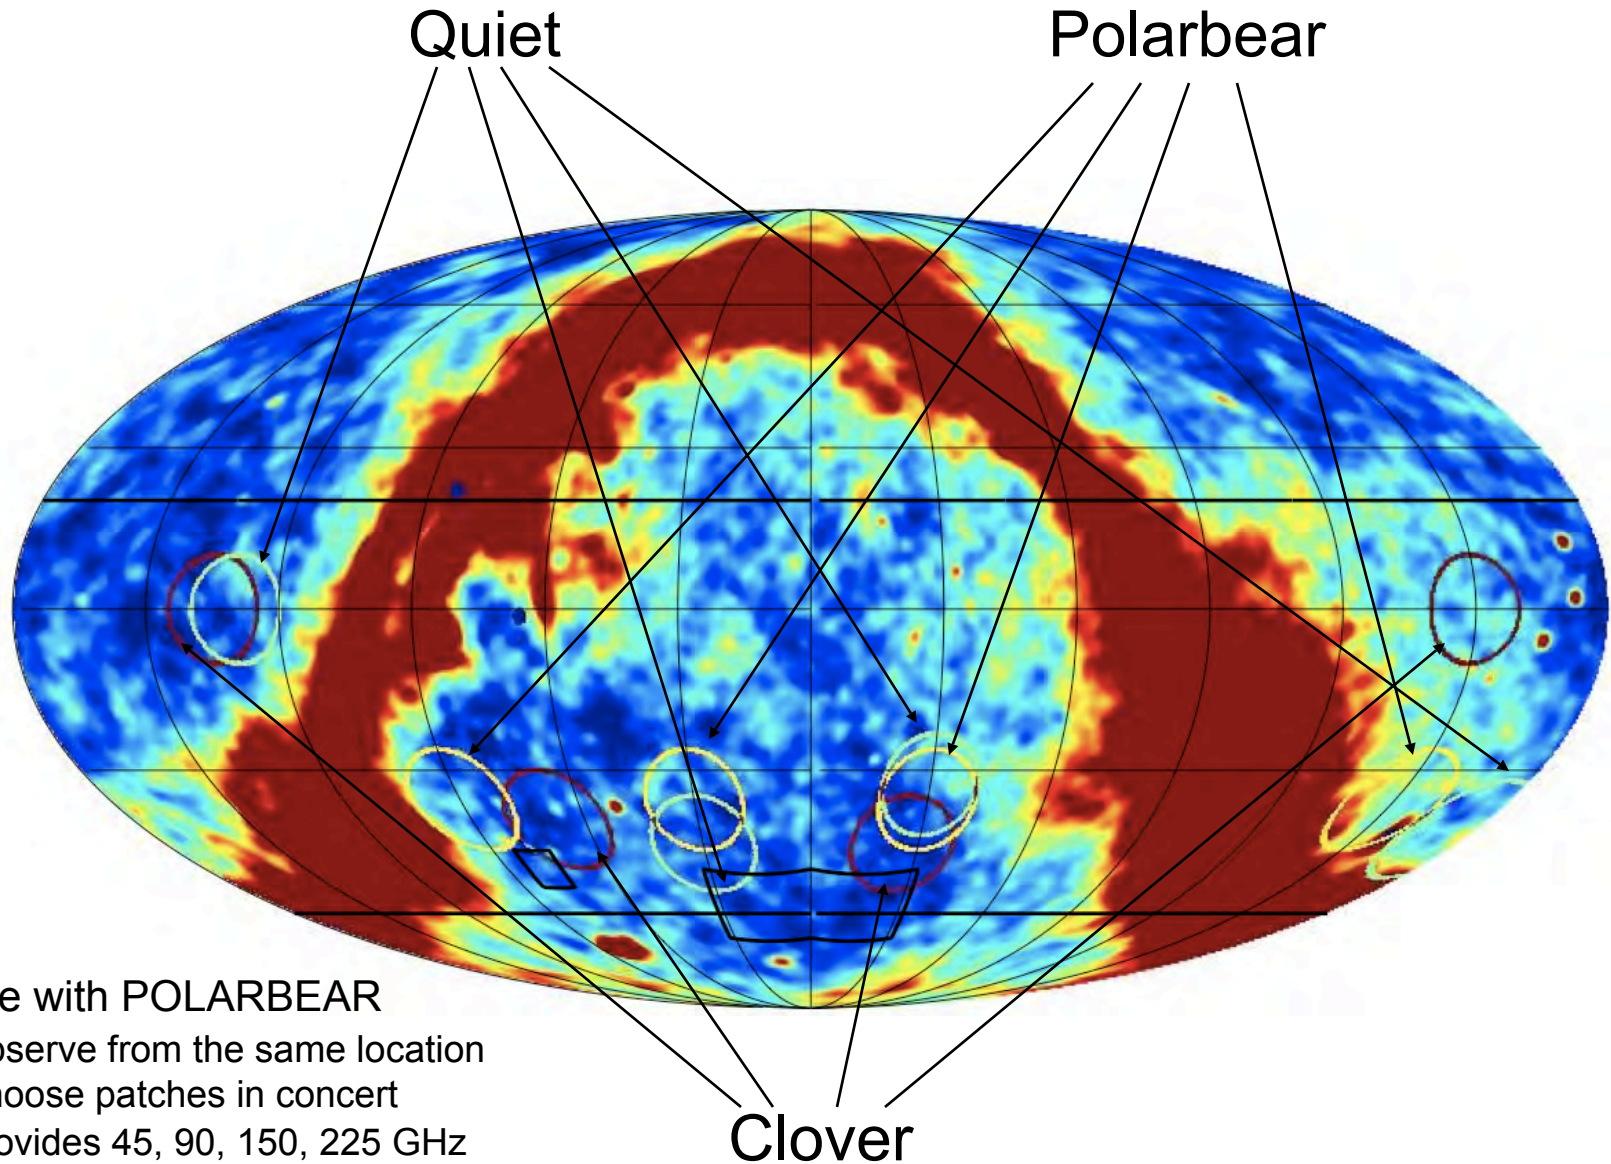 Quiet
Polarbear
e with POLARBEAR
oserve from the same location
hoose patches in concert
ovides 45, 90, 150, 225 GHz
Clover